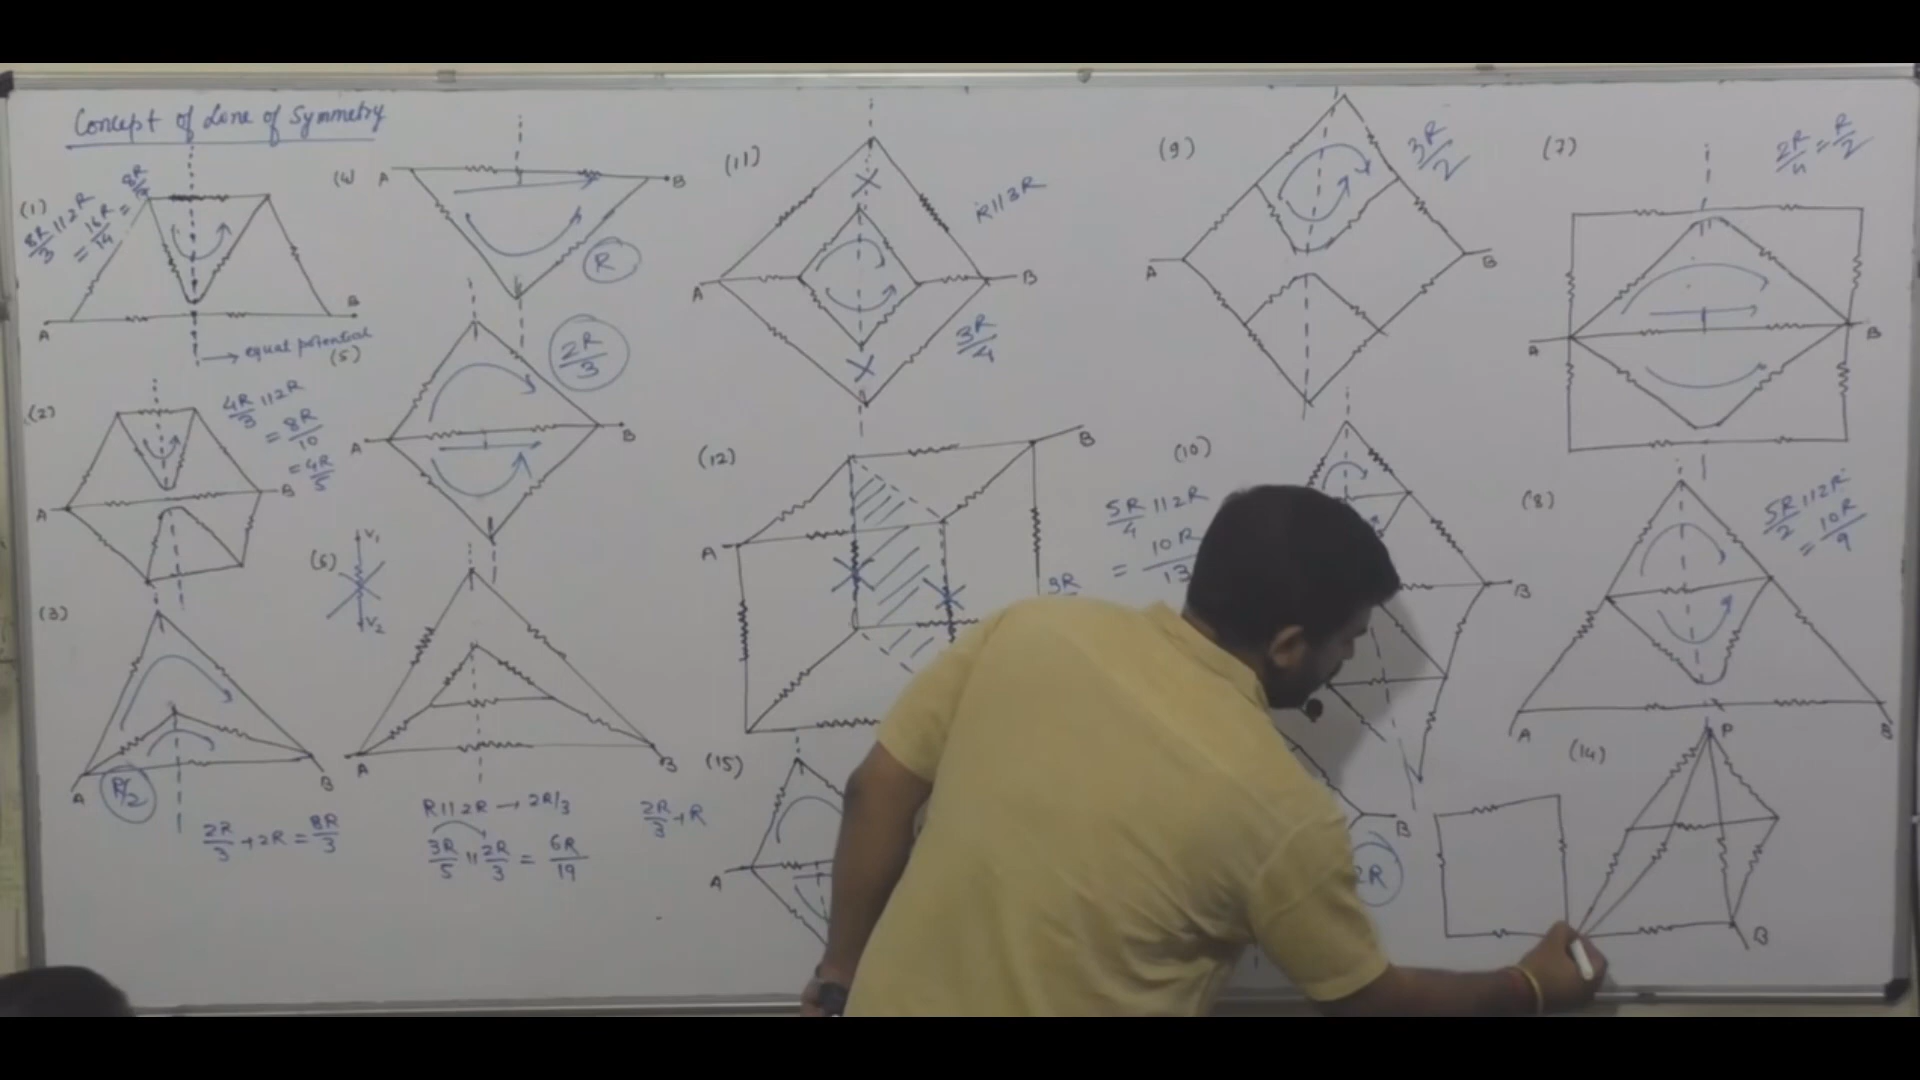 Concept of Line of Symmetry
(1)
8R/3 || 2R
= 16R/14 =
A
B
equal potential
(2)
4R/3 || 2R
= 8R/10
= 4R/5
A
B
(3)
A
B
R/2
2R/3 + 2R = 8R/3
(4)
A
B
R
(5)
2R/3
A
B
(6)
V1
V2
A
B
R || 2R → 2R/3
3R/5 || 2R/3 = 6R/19
2R/3 + R
(11)
R || 3R
A
B
3R/4
(12)
A
B
(15)
A
(9)
3R/2
A
B
(10)
5R/4 || 2R
= 10R/13
B
B
2R
(7)
2R/4 = R/2
A
B
(8)
5R/2 || 2R
= 10R/9
A
B
(14)
P
B